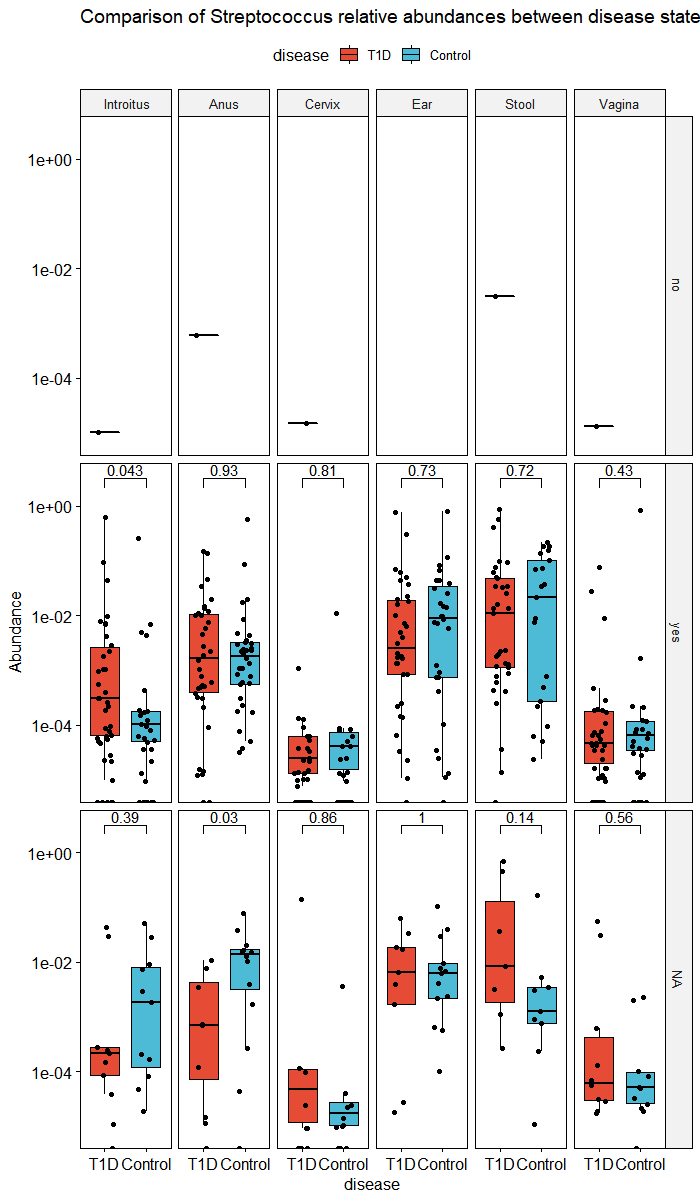 Comparison of Streptococcus relative abundances between disease state
disease T1D Control
Introitus Anus Cervix Ear Stool Vagina
1e+00
1e-02
1e-04
no
0.043 0.93 0.81 0.73 0.72 0.43
1e+00
1e-02
1e-04
yes
Abundance
0.39 0.03 0.86 1 0.14 0.56
1e+00
1e-02
1e-04
NA
T1D Control T1D Control T1D Control T1D Control T1D Control T1D Control
disease